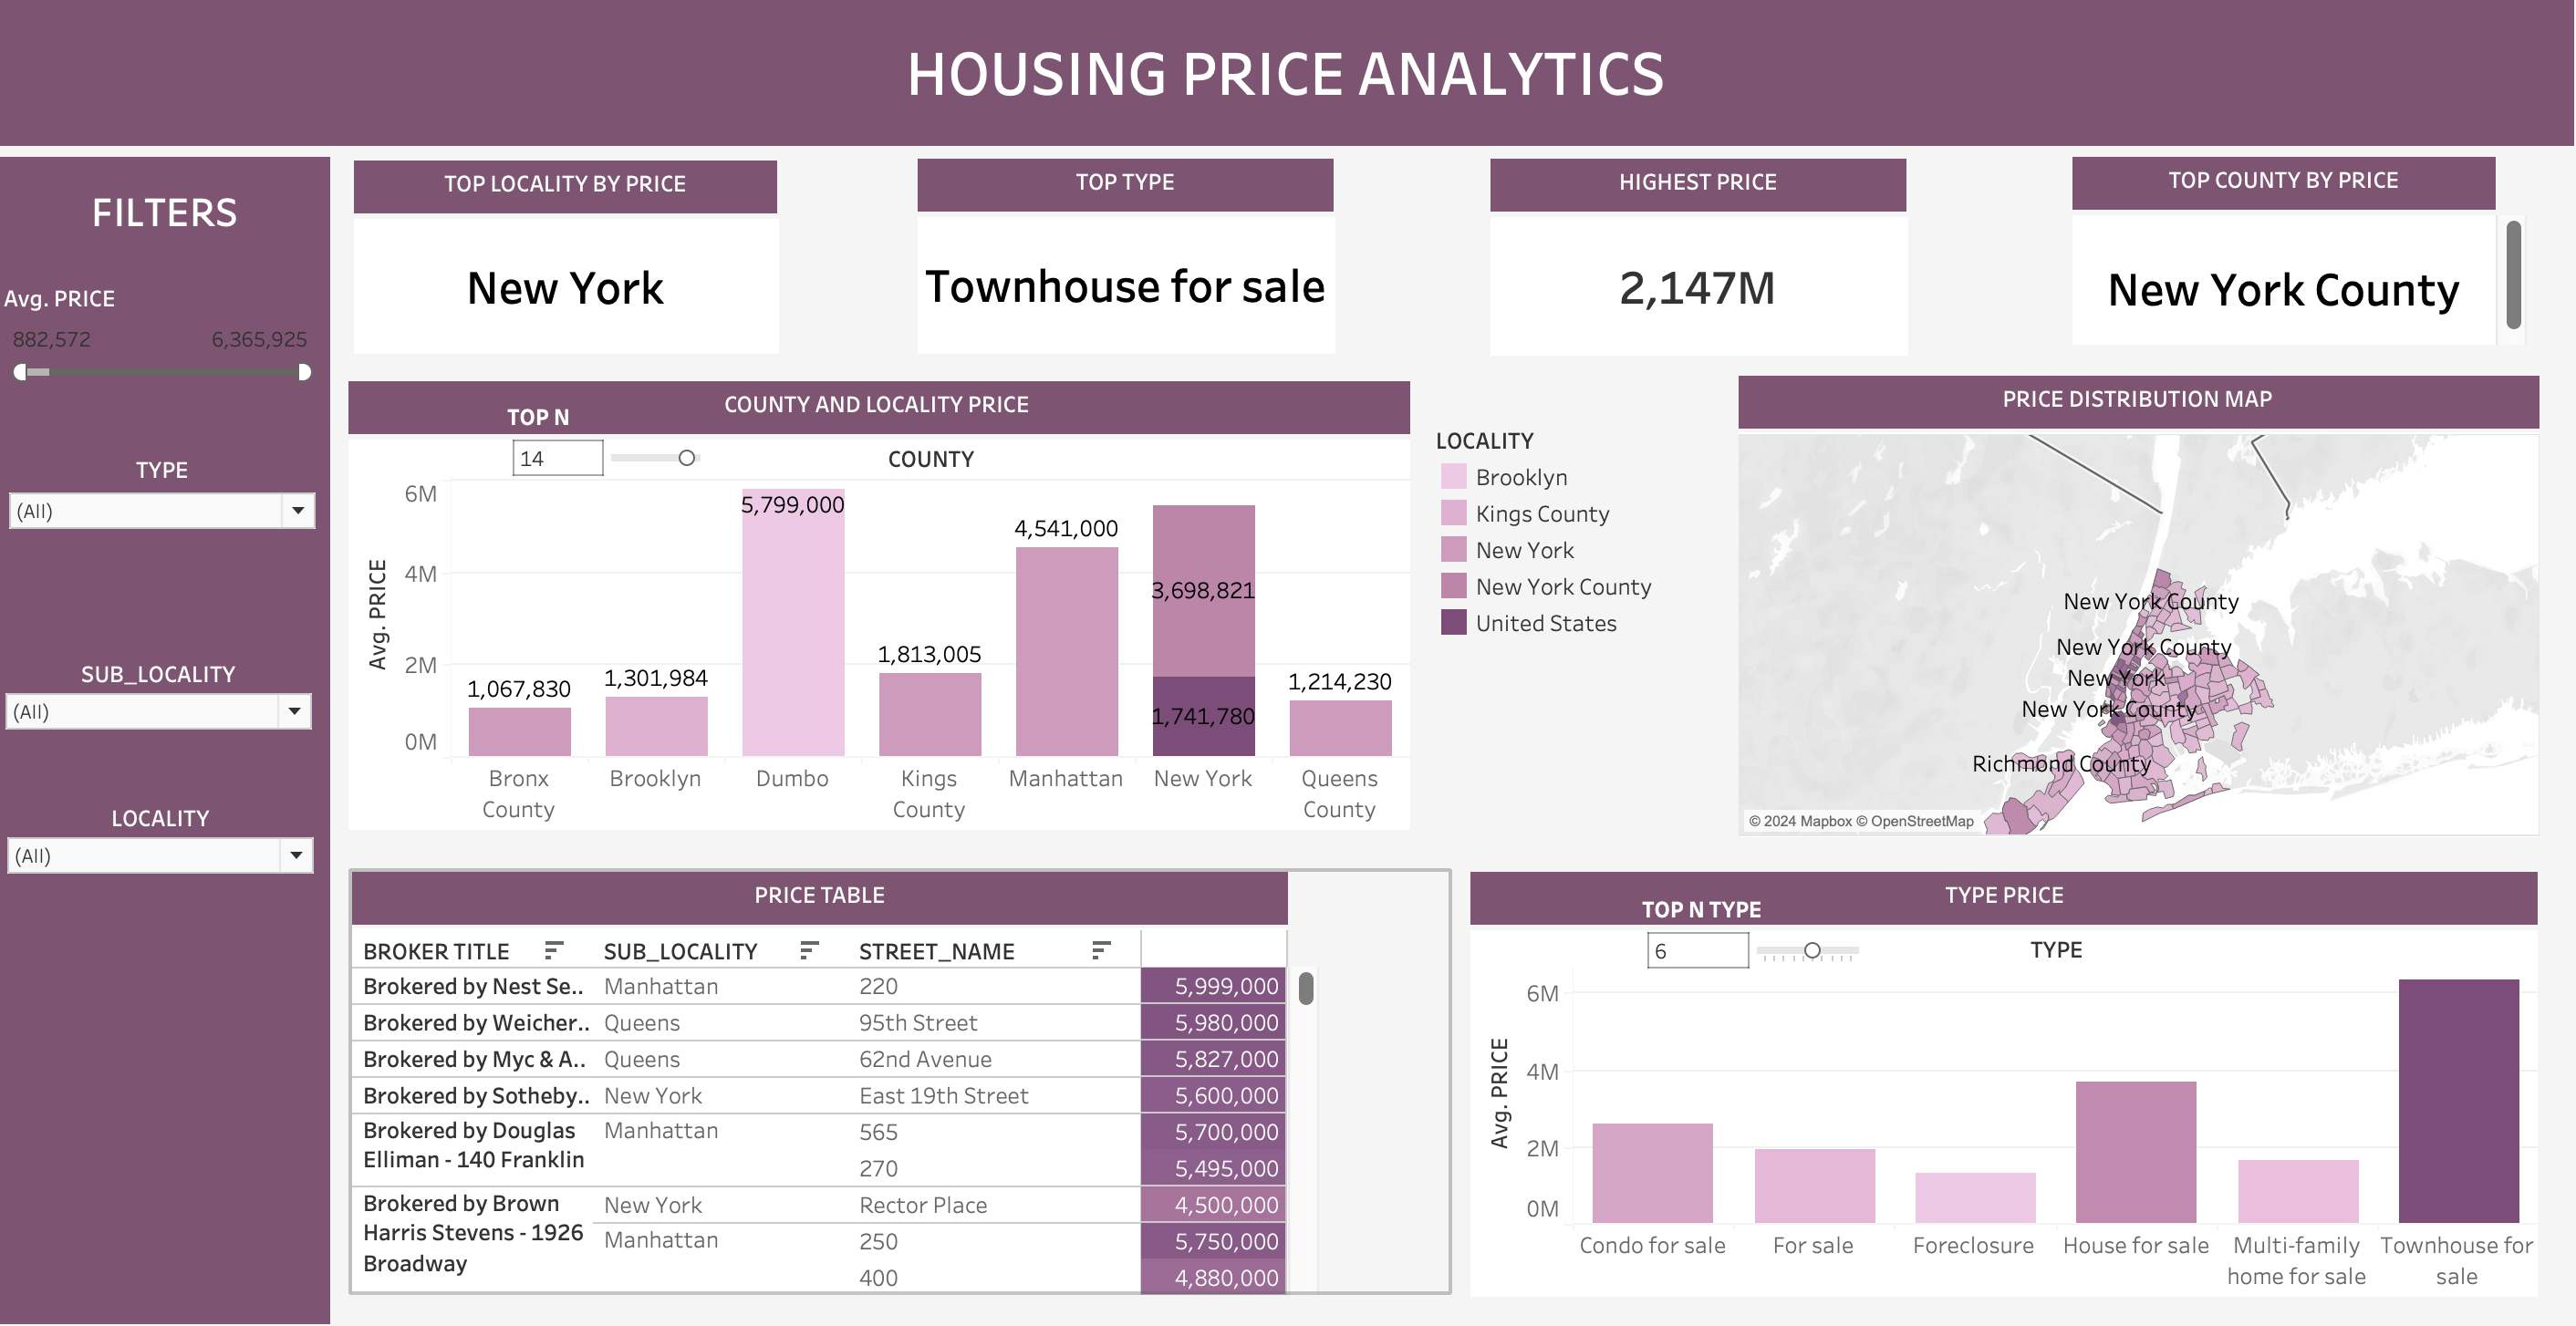 HOUSING PRICE ANALYTICS
FILTERS
Avg. PRICE
882,572 6,365,925
TYPE
(All)
SUB_LOCALITY
(All)
LOCALITY
(All)
TOP LOCALITY BY PRICE
New York
TOP TYPE
Townhouse for sale
HIGHEST PRICE
2,147M
TOP COUNTY BY PRICE
New York County
COUNTY AND LOCALITY PRICE
TOP N
14
COUNTY
Avg. PRICE
6M
4M
2M
0M
1,067,830
1,301,984
5,799,000
1,813,005
4,541,000
3,698,821
1,741,780
1,214,230
Bronx County
Brooklyn
Dumbo
Kings County
Manhattan
New York
Queens County
LOCALITY
Brooklyn
Kings County
New York
New York County
United States
PRICE DISTRIBUTION MAP
New York County
New York County
New York
New York County
Richmond County
© 2024 Mapbox © OpenStreetMap
PRICE TABLE
BROKER TITLE SUB_LOCALITY STREET_NAME
Brokered by Nest Se.. Manhattan 220 5,999,000
Brokered by Weicher.. Queens 95th Street 5,980,000
Brokered by Myc & A.. Queens 62nd Avenue 5,827,000
Brokered by Sotheby.. New York East 19th Street 5,600,000
Brokered by Douglas Manhattan 565 5,700,000
Elliman - 140 Franklin 270 5,495,000
Brokered by Brown New York Rector Place 4,500,000
Harris Stevens - 1926 Manhattan 250 5,750,000
Broadway 400 4,880,000
TYPE PRICE
TOP N TYPE
6
TYPE
Avg. PRICE
6M
4M
2M
0M
Condo for sale
For sale
Foreclosure
House for sale
Multi-family home for sale
Townhouse for sale